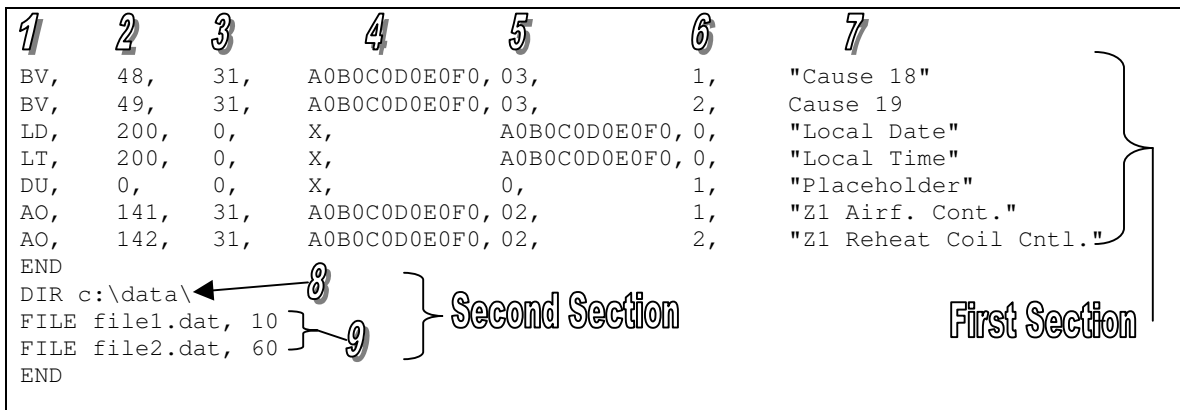 1 2 3 4 5 6 7
BV, 48, 31, A0B0C0D0E0F0, 03, 1, "Cause 18"
BV, 49, 31, A0B0C0D0E0F0, 03, 2, Cause 19
LD, 200, 0, X, A0B0C0D0E0F0, 0, "Local Date"
LT, 200, 0, X, A0B0C0D0E0F0, 0, "Local Time"
DU, 0, 0, X, 0, 1, "Placeholder"
AO, 141, 31, A0B0C0D0E0F0, 02, 1, "Z1 Airf. Cont."
AO, 142, 31, A0B0C0D0E0F0, 02, 2, "Z1 Reheat Coil Cntl."
END
DIR c:\data\ 8
FILE file1.dat, 10 Second Section First Section
FILE file2.dat, 60 9
END